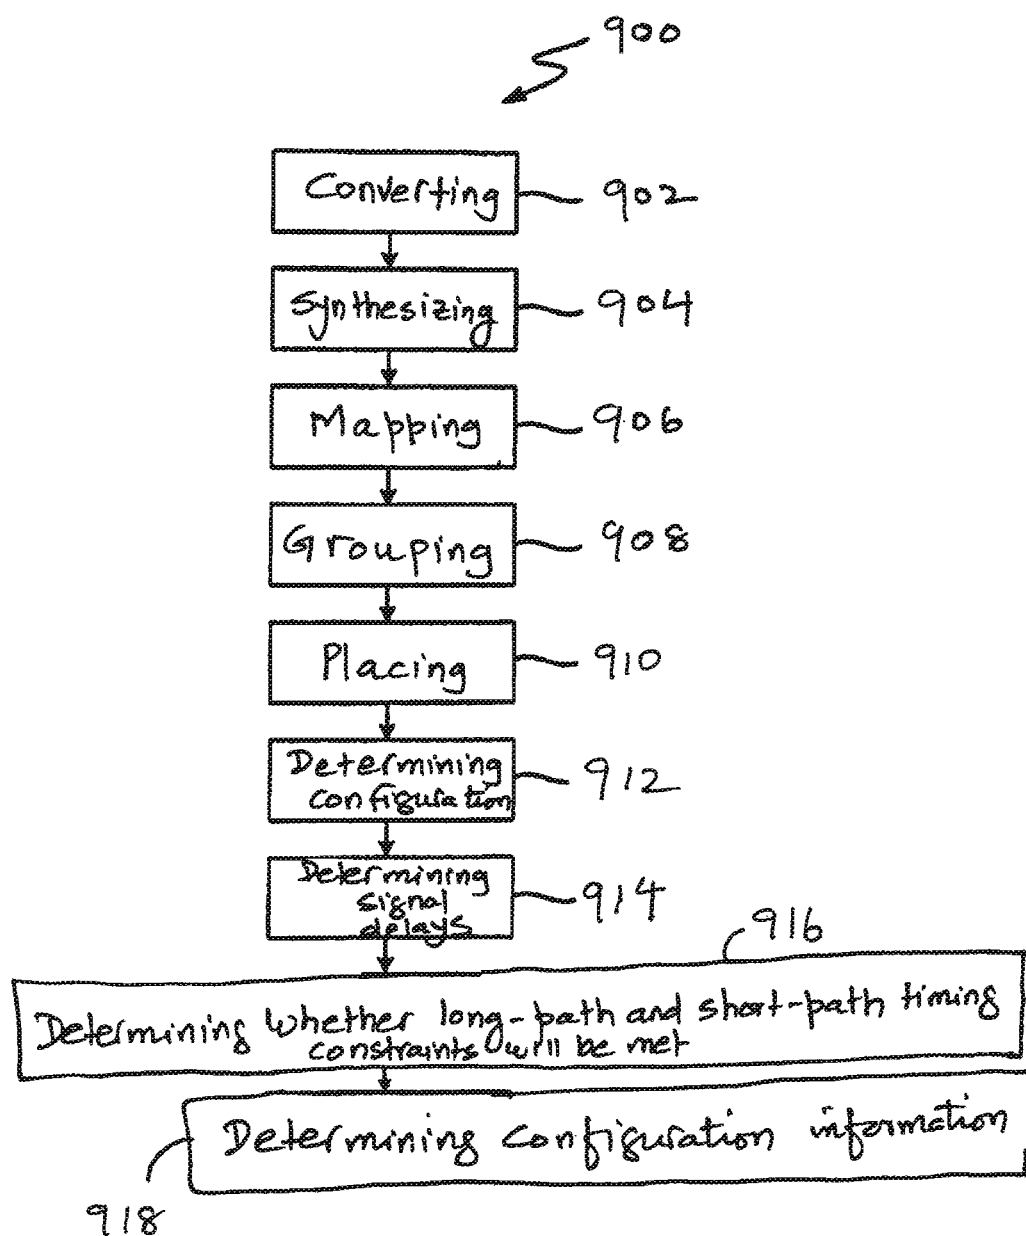 900
Converting
902
Synthesizing
904
Mapping
906
Grouping
908
Placing
910
Determining
configuration
912
Determining
signal
delays
914
916
Determining whether long-path and short-path timing
constraints will be met
Determining configuration information
918